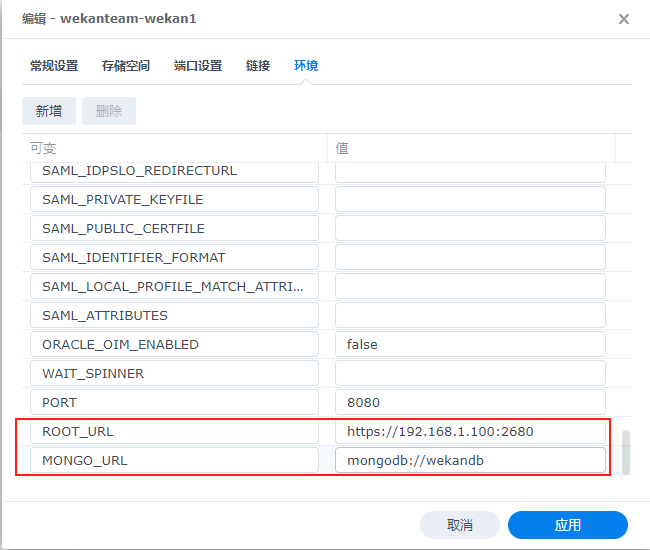 编辑 - wekanteam-wekan1
常规设置 存储空间 端口设置 链接 环境
新增 删除
可变 值
SAML_IDPSLO_REDIRECTURL
SAML_PRIVATE_KEYFILE
SAML_PUBLIC_CERTFILE
SAML_IDENTIFIER_FORMAT
SAML_LOCAL_PROFILE_MATCH_ATTRI...
SAML_ATTRIBUTES
ORACLE_OIM_ENABLED false
WAIT_SPINNER
PORT 8080
ROOT_URL https://192.168.1.100:2680
MONGO_URL mongodb://wekandb
取消 应用